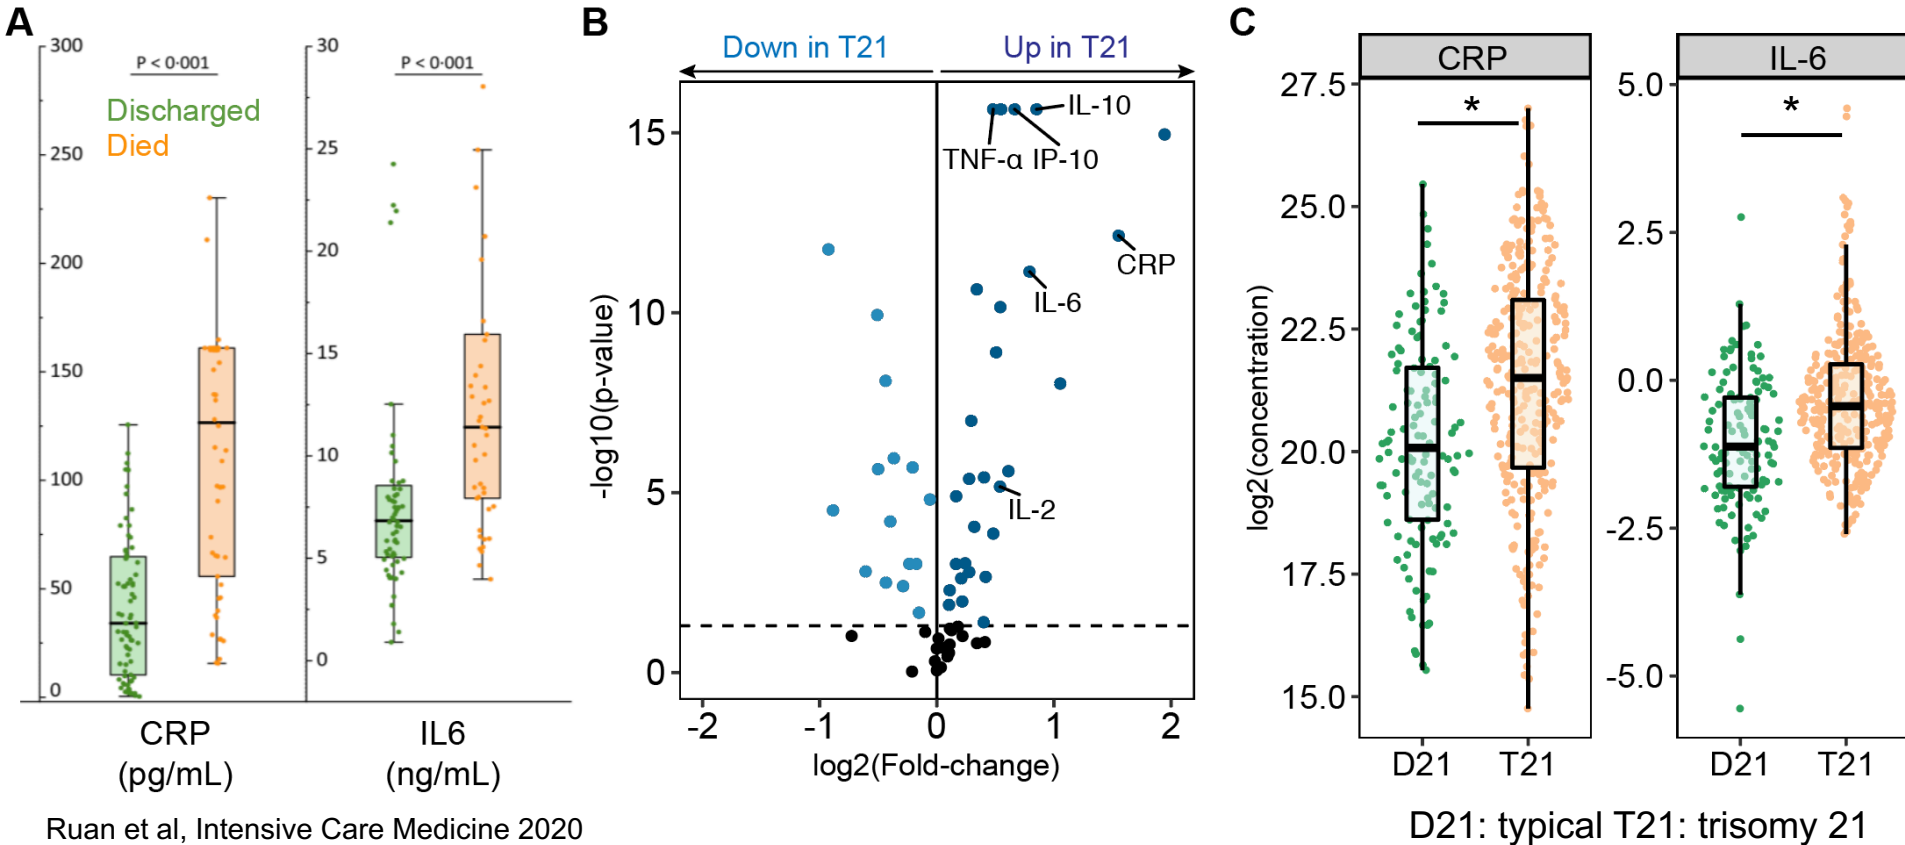 A
300
250
200
150
100
50
0
P < 0·001
Discharged
Died
30
25
20
15
10
5
0
P < 0·001
CRP
(pg/mL)
IL6
(ng/mL)
Ruan et al, Intensive Care Medicine 2020
B
Down in T21
Up in T21
-log10(p-value)
15
10
5
0
IL-10
TNF-α IP-10
CRP
IL-6
IL-2
-2
-1
0
1
2
log2(Fold-change)
C
CRP
IL-6
log2(concentration)
27.5
25.0
22.5
20.0
17.5
15.0
*
D21
T21
5.0
2.5
0.0
-2.5
-5.0
*
D21
T21
D21: typical T21: trisomy 21